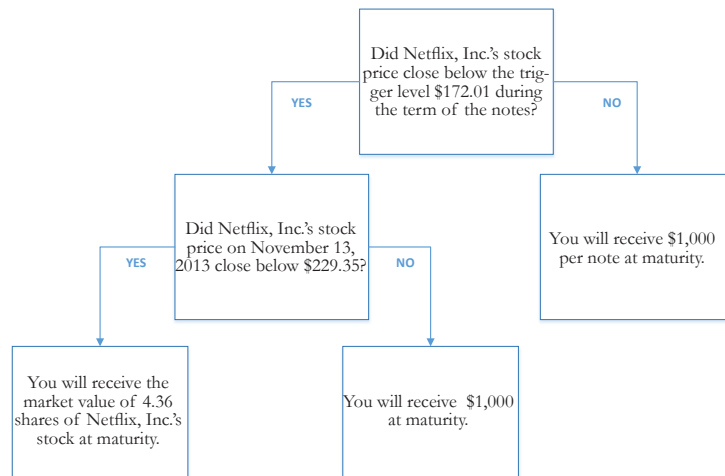 Did Netflix, Inc.'s stock
price close below the trig-
ger level $172.01 during
the term of the notes?
YES
NO
Did Netflix, Inc.'s stock
price on November 13,
2013 close below $229.35?
You will receive $1,000
per note at maturity.
YES
NO
You will receive the
market value of 4.36
shares of Netflix, Inc.'s
stock at maturity.
You will receive $1,000
at maturity.